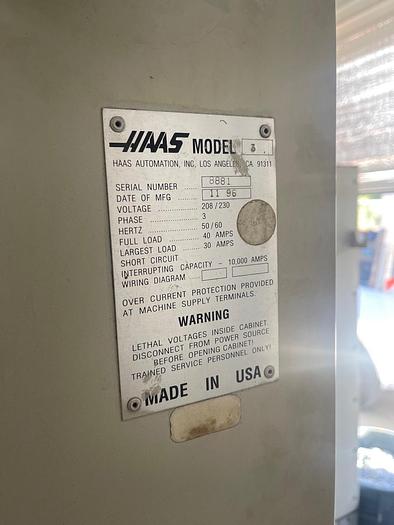 HAAS MODEL 3
HAAS AUTOMATION, INC, LOS ANGELES, CA 91311
SERIAL NUMBER ...... 8881
DATE OF MFG ........ 11 96
VOLTAGE ............ 208/230
PHASE .............. 3
HERTZ .............. 50/60
FULL LOAD .......... 40 AMPS
LARGEST LOAD ....... 30 AMPS
SHORT CIRCUIT
INTERRUPTING CAPACITY - 10,000 AMPS
WIRING DIAGRAM ....
OVER CURRENT PROTECTION PROVIDED
AT MACHINE SUPPLY TERMINALS.
WARNING
LETHAL VOLTAGES INSIDE CABINET.
DISCONNECT FROM POWER SOURCE
BEFORE OPENING CABINET!
TRAINED SERVICE PERSONNEL ONLY!
MADE IN USA